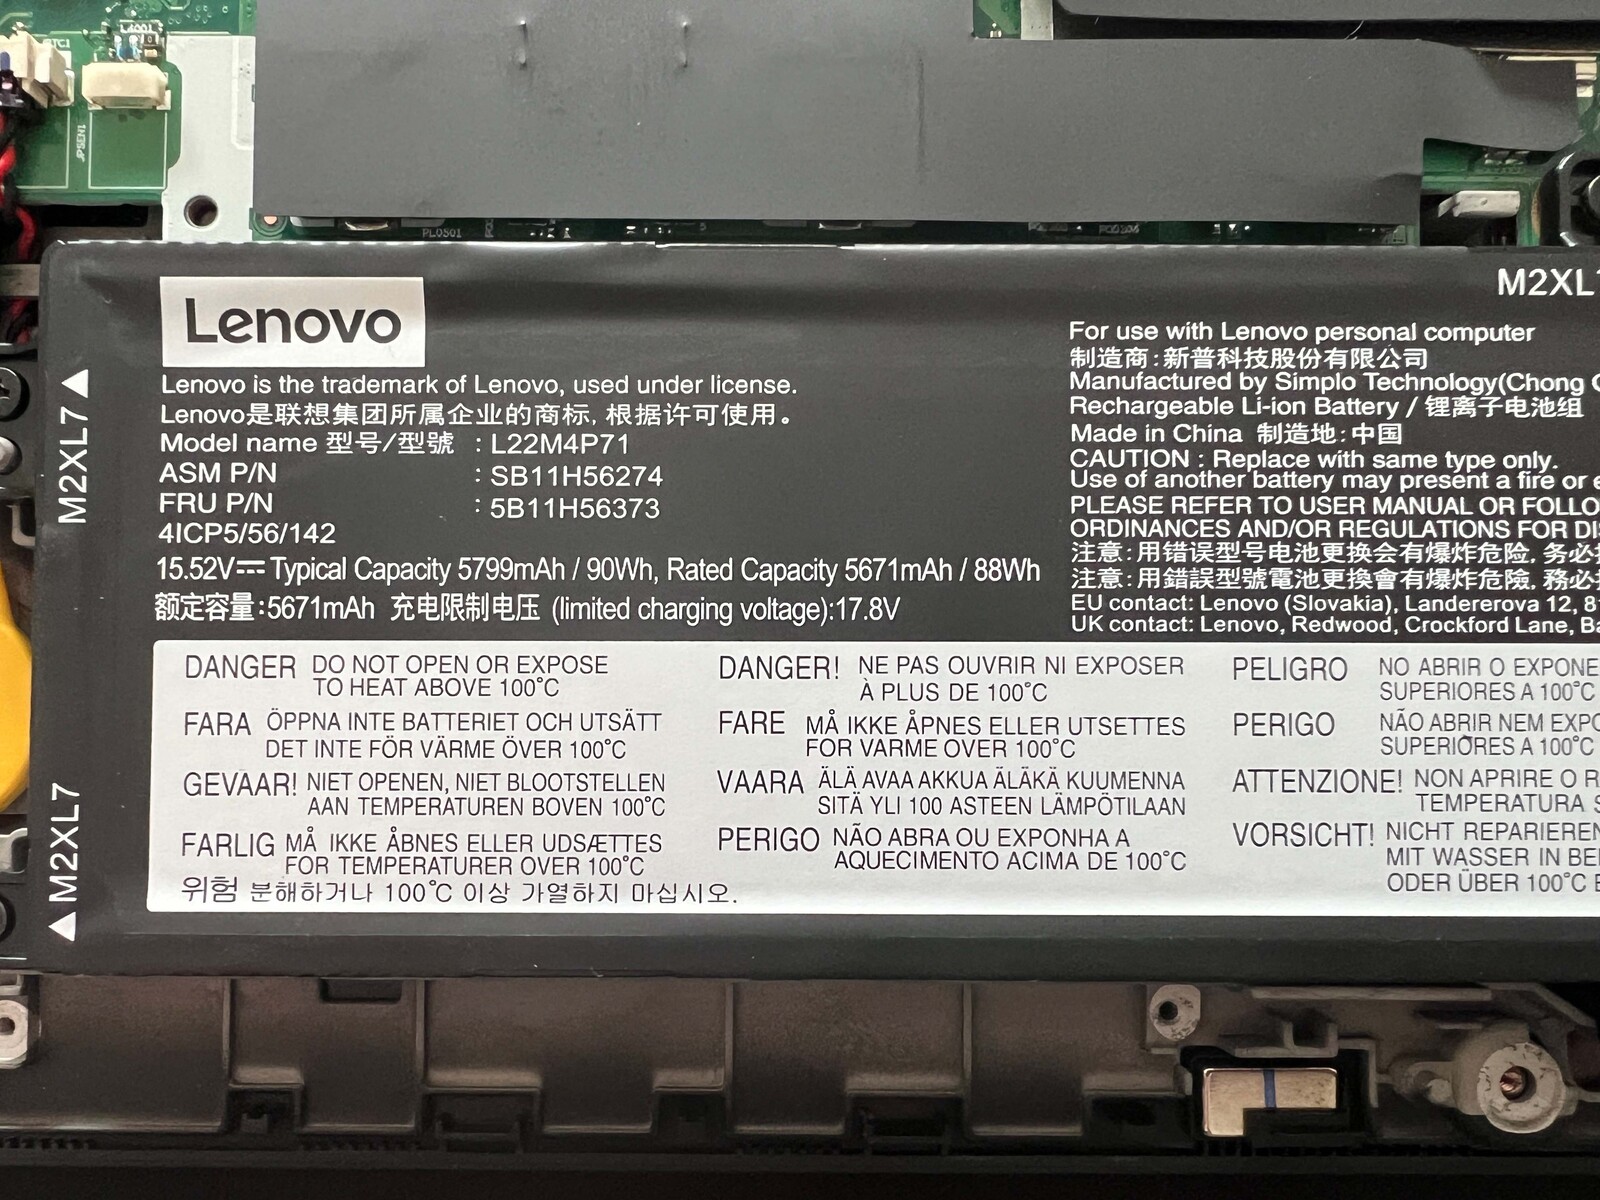 PL0501
Lenovo
Lenovo is the trademark of Lenovo, used under license.
Lenovo是联想集团所属企业的商标, 根据许可使用。
Model name 型号/型號 : L22M4P71
ASM P/N : SB11H56274
FRU P/N : 5B11H56373
4ICP5/56/142
15.52V⎓ Typical Capacity 5799mAh / 90Wh, Rated Capacity 5671mAh / 88Wh
额定容量:5671mAh 充电限制电压 (limited charging voltage):17.8V
M2XL7
For use with Lenovo personal computer
制造商:新普科技股份有限公司
Manufactured by Simplo Technology(Chong
Rechargeable Li-ion Battery / 锂离子电池组
Made in China 制造地:中国
CAUTION : Replace with same type only.
Use of another battery may present a fire or
PLEASE REFER TO USER MANUAL OR
ORDINANCES AND/OR REGULATIONS FOR
注意: 用错误型号电池更换会有爆炸危险, 务必
注意: 用錯誤型號電池更換會有爆炸危險, 務必
EU contact: Lenovo (Slovakia), Landererova 12,
UK contact: Lenovo, Redwood, Crockford Lane,
▲ M2XL7
▲ M2XL7
DANGER DO NOT OPEN OR EXPOSE
TO HEAT ABOVE 100°C
FARA ÖPPNA INTE BATTERIET OCH UTSÄTT
DET INTE FÖR VÄRME ÖVER 100°C
GEVAAR! NIET OPENEN, NIET BLOOTSTELLEN
AAN TEMPERATUREN BOVEN 100°C
FARLIG MÅ IKKE ÅBNES ELLER UDSÆTTES
FOR TEMPERATURER OVER 100°C
위험 분해하거나 100°C 이상 가열하지 마십시오.
DANGER! NE PAS OUVRIR NI EXPOSER
À PLUS DE 100°C
FARE MÅ IKKE ÅPNES ELLER UTSETTES
FOR VARME OVER 100°C
VAARA ÄLÄ AVAA AKKUA ÄLÄKÄ KUUMENNA
SITÄ YLI 100 ASTEEN LÄMPÖTILAAN
PERIGO NÃO ABRA OU EXPONHA A
AQUECIMENTO ACIMA DE 100°C
PELIGRO NO ABRIR O
SUPERIORES A 100°C
PERIGO NÃO ABRIR NEM
SUPERIORES A 100°C
ATTENZIONE! NON APRIRE O
TEMPERATURA
VORSICHT! NICHT
MIT WASSER IN
ODER ÜBER 100°C